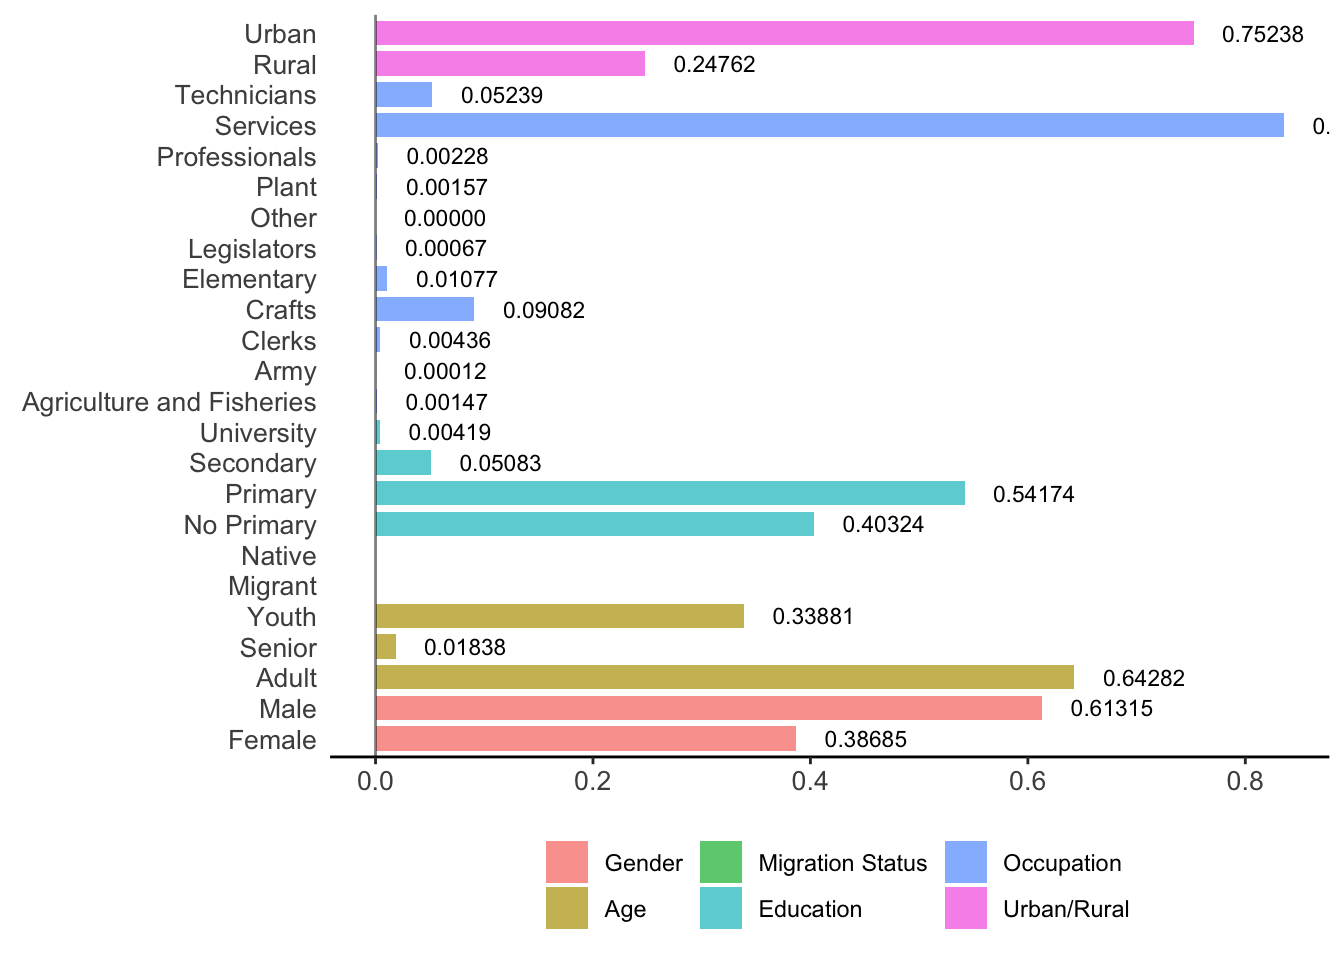 Urban 0.75238
Rural 0.24762
Technicians 0.05239
Services 0.
Professionals 0.00228
Plant 0.00157
Other 0.00000
Legislators 0.00067
Elementary 0.01077
Crafts 0.09082
Clerks 0.00436
Army 0.00012
Agriculture and Fisheries 0.00147
University 0.00419
Secondary 0.05083
Primary 0.54174
No Primary 0.40324
Native
Migrant
Youth 0.33881
Senior 0.01838
Adult 0.64282
Male 0.61315
Female 0.38685
0.0 0.2 0.4 0.6 0.8
Gender Migration Status Occupation
Age Education Urban/Rural